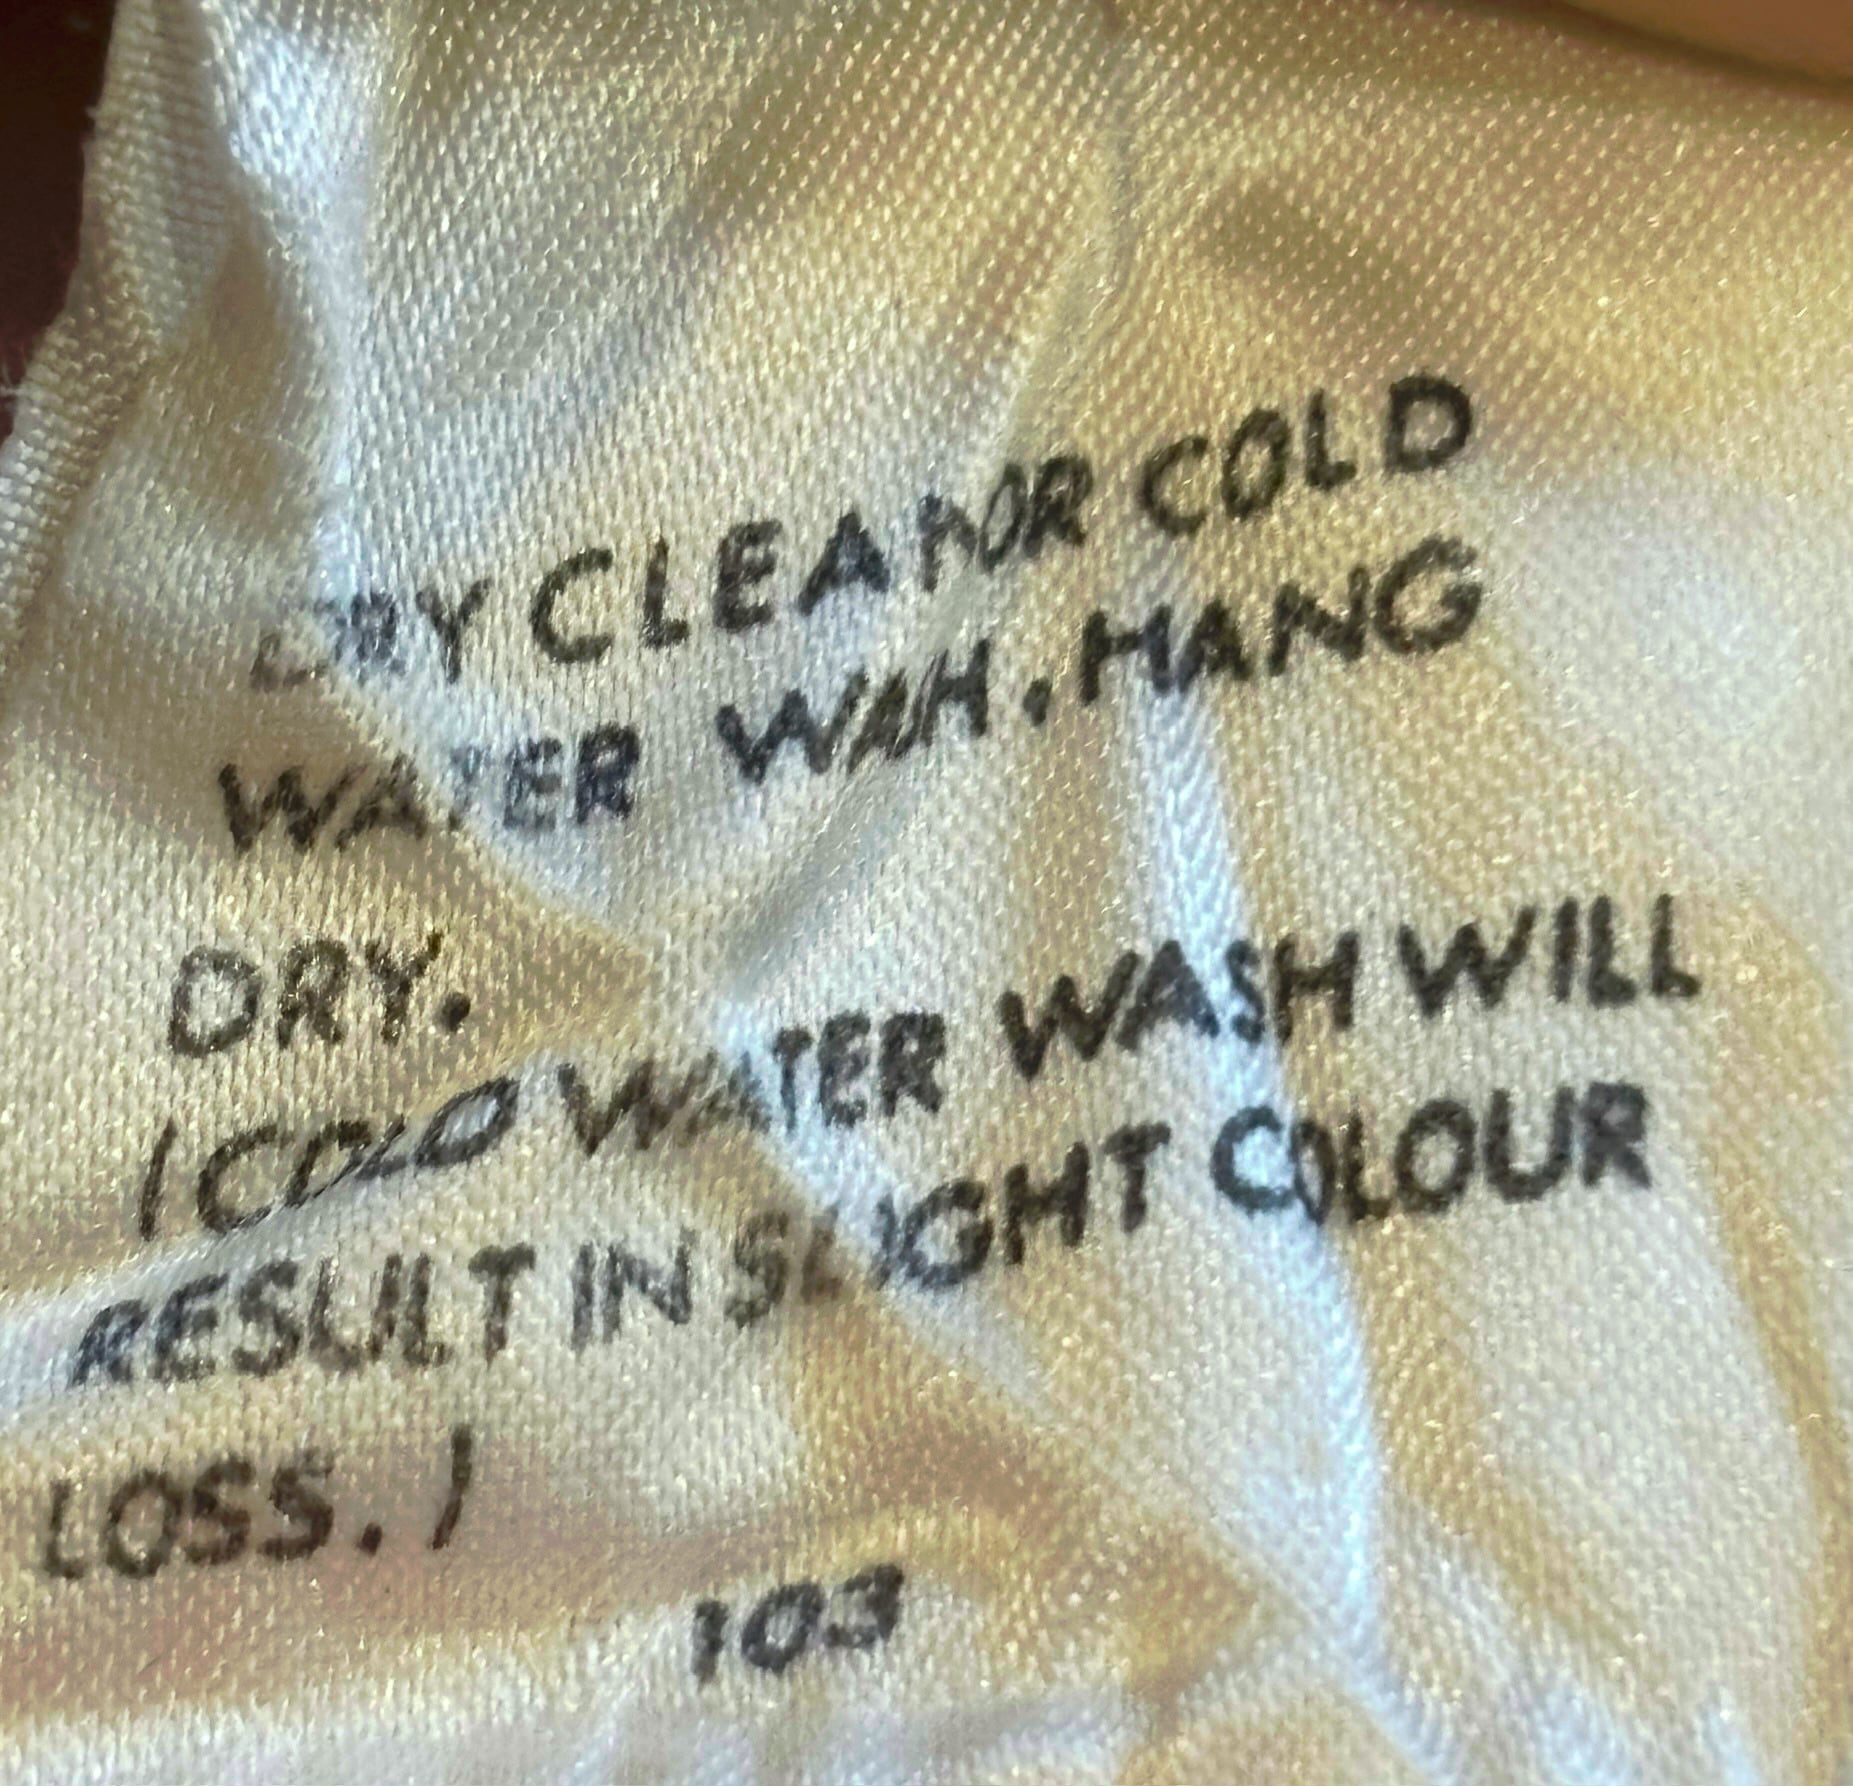 DRY CLEAN OR COLD
WATER WAH. HANG
DRY.
(COLD WATER WASH WILL
RESULT IN SLIGHT COLOUR
LOSS.)
103